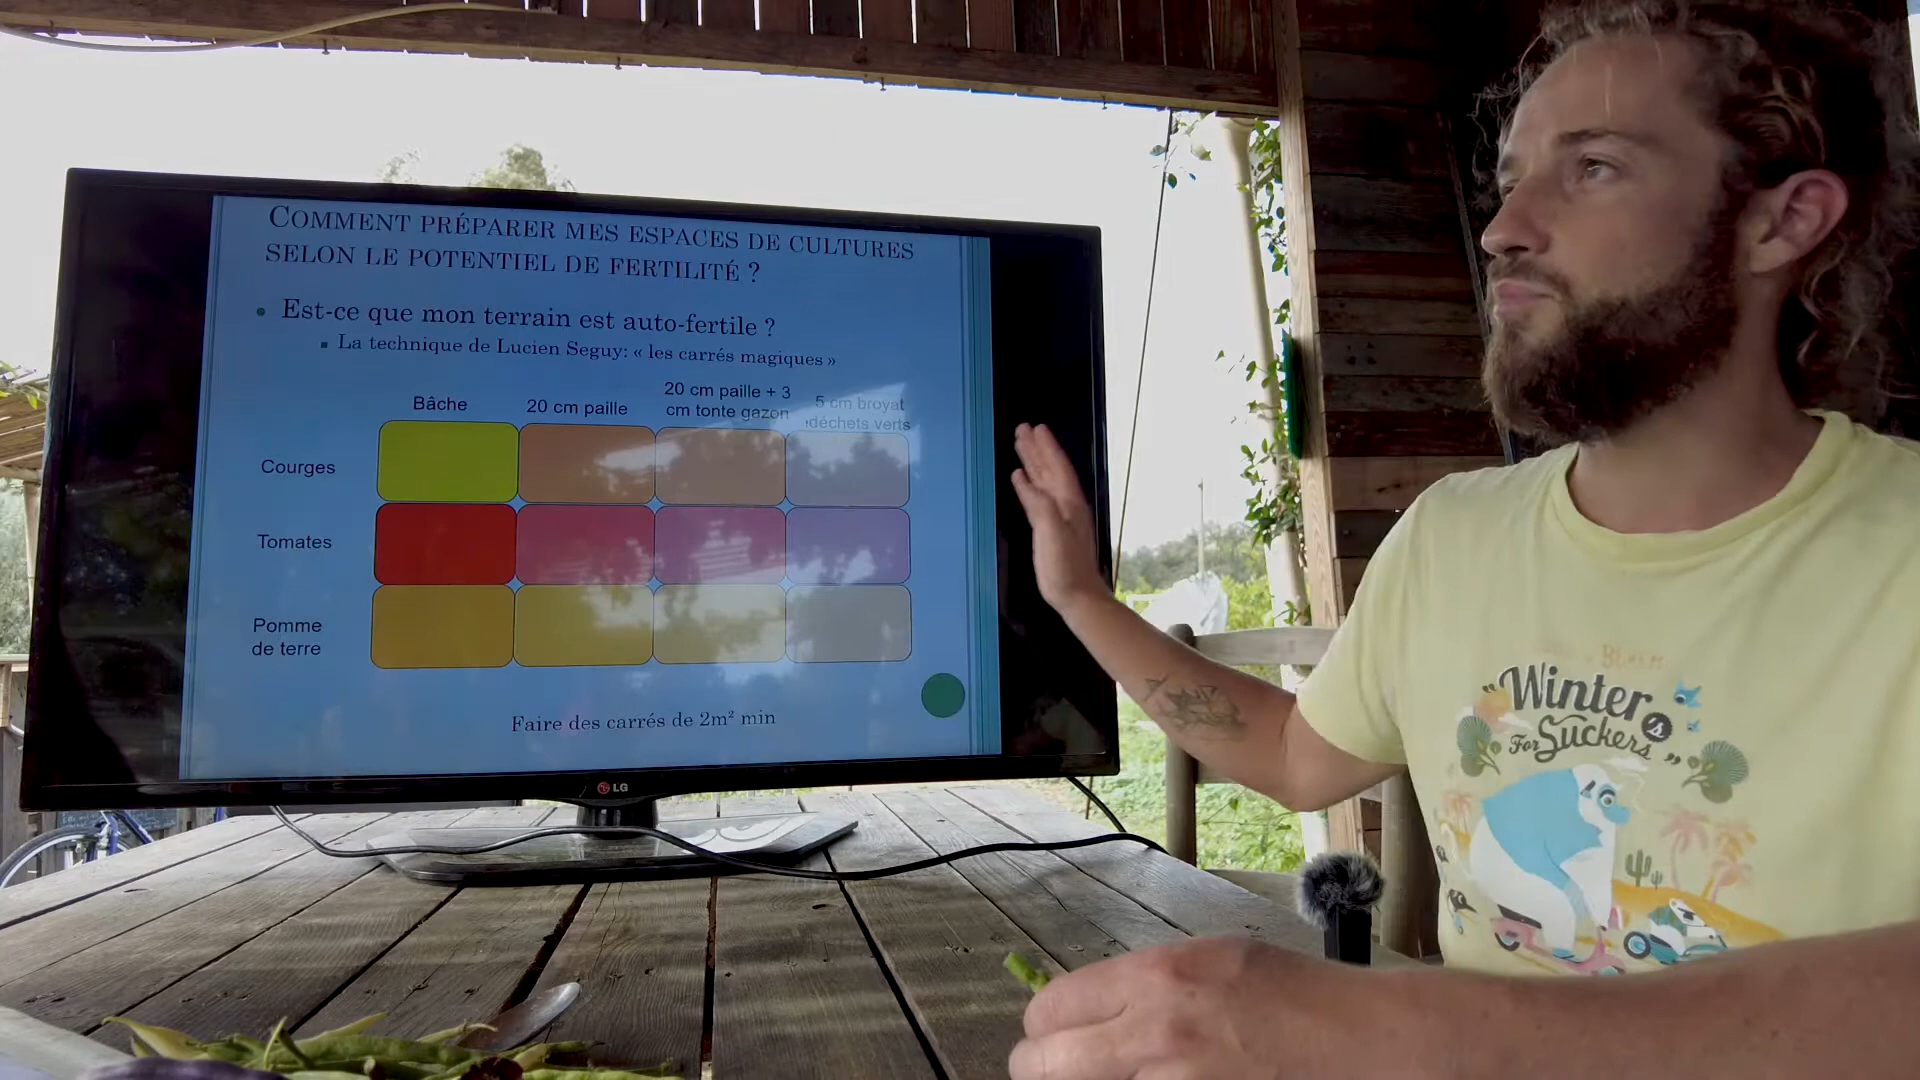 COMMENT PRÉPARER MES ESPACES DE CULTURES
SELON LE POTENTIEL DE FERTILITÉ ?
• Est-ce que mon terrain est auto-fertile ?
▪ La technique de Lucien Seguy: « les carrés magiques »
Bâche
20 cm paille
20 cm paille + 3
cm tonte gazon
5 cm broyat
déchets verts
Courges
Tomates
Pomme
de terre
Faire des carrés de 2m² min
LG
Winter
is
For Suckers